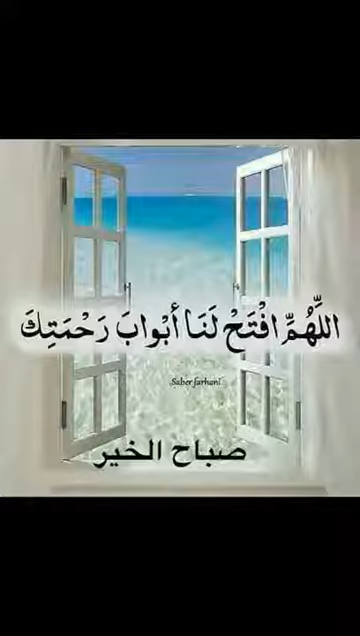 اللَّهُمَّ افْتَحْ لَنَا أَبْوابَ رَحْمَتِكَ
Saber farhani
صباح الخير